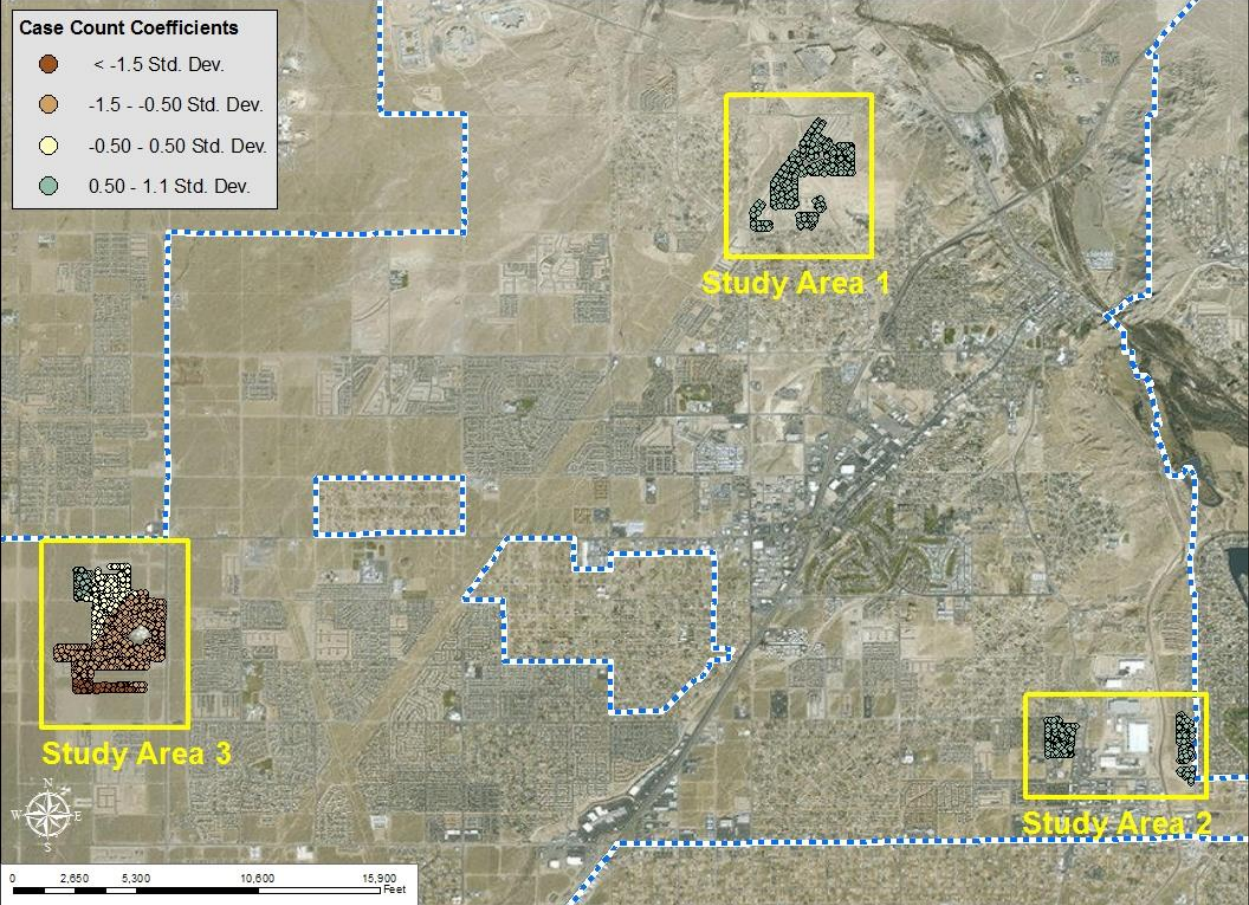 Case Count Coefficients
< -1.5 Std. Dev.
-1.5 - -0.50 Std. Dev.
-0.50 - 0.50 Std. Dev.
0.50 - 1.1 Std. Dev.
Study Area 1
Study Area 3
Study Area 2
N
W E
S
0 2,650 5,300 10,600 15,900
Feet